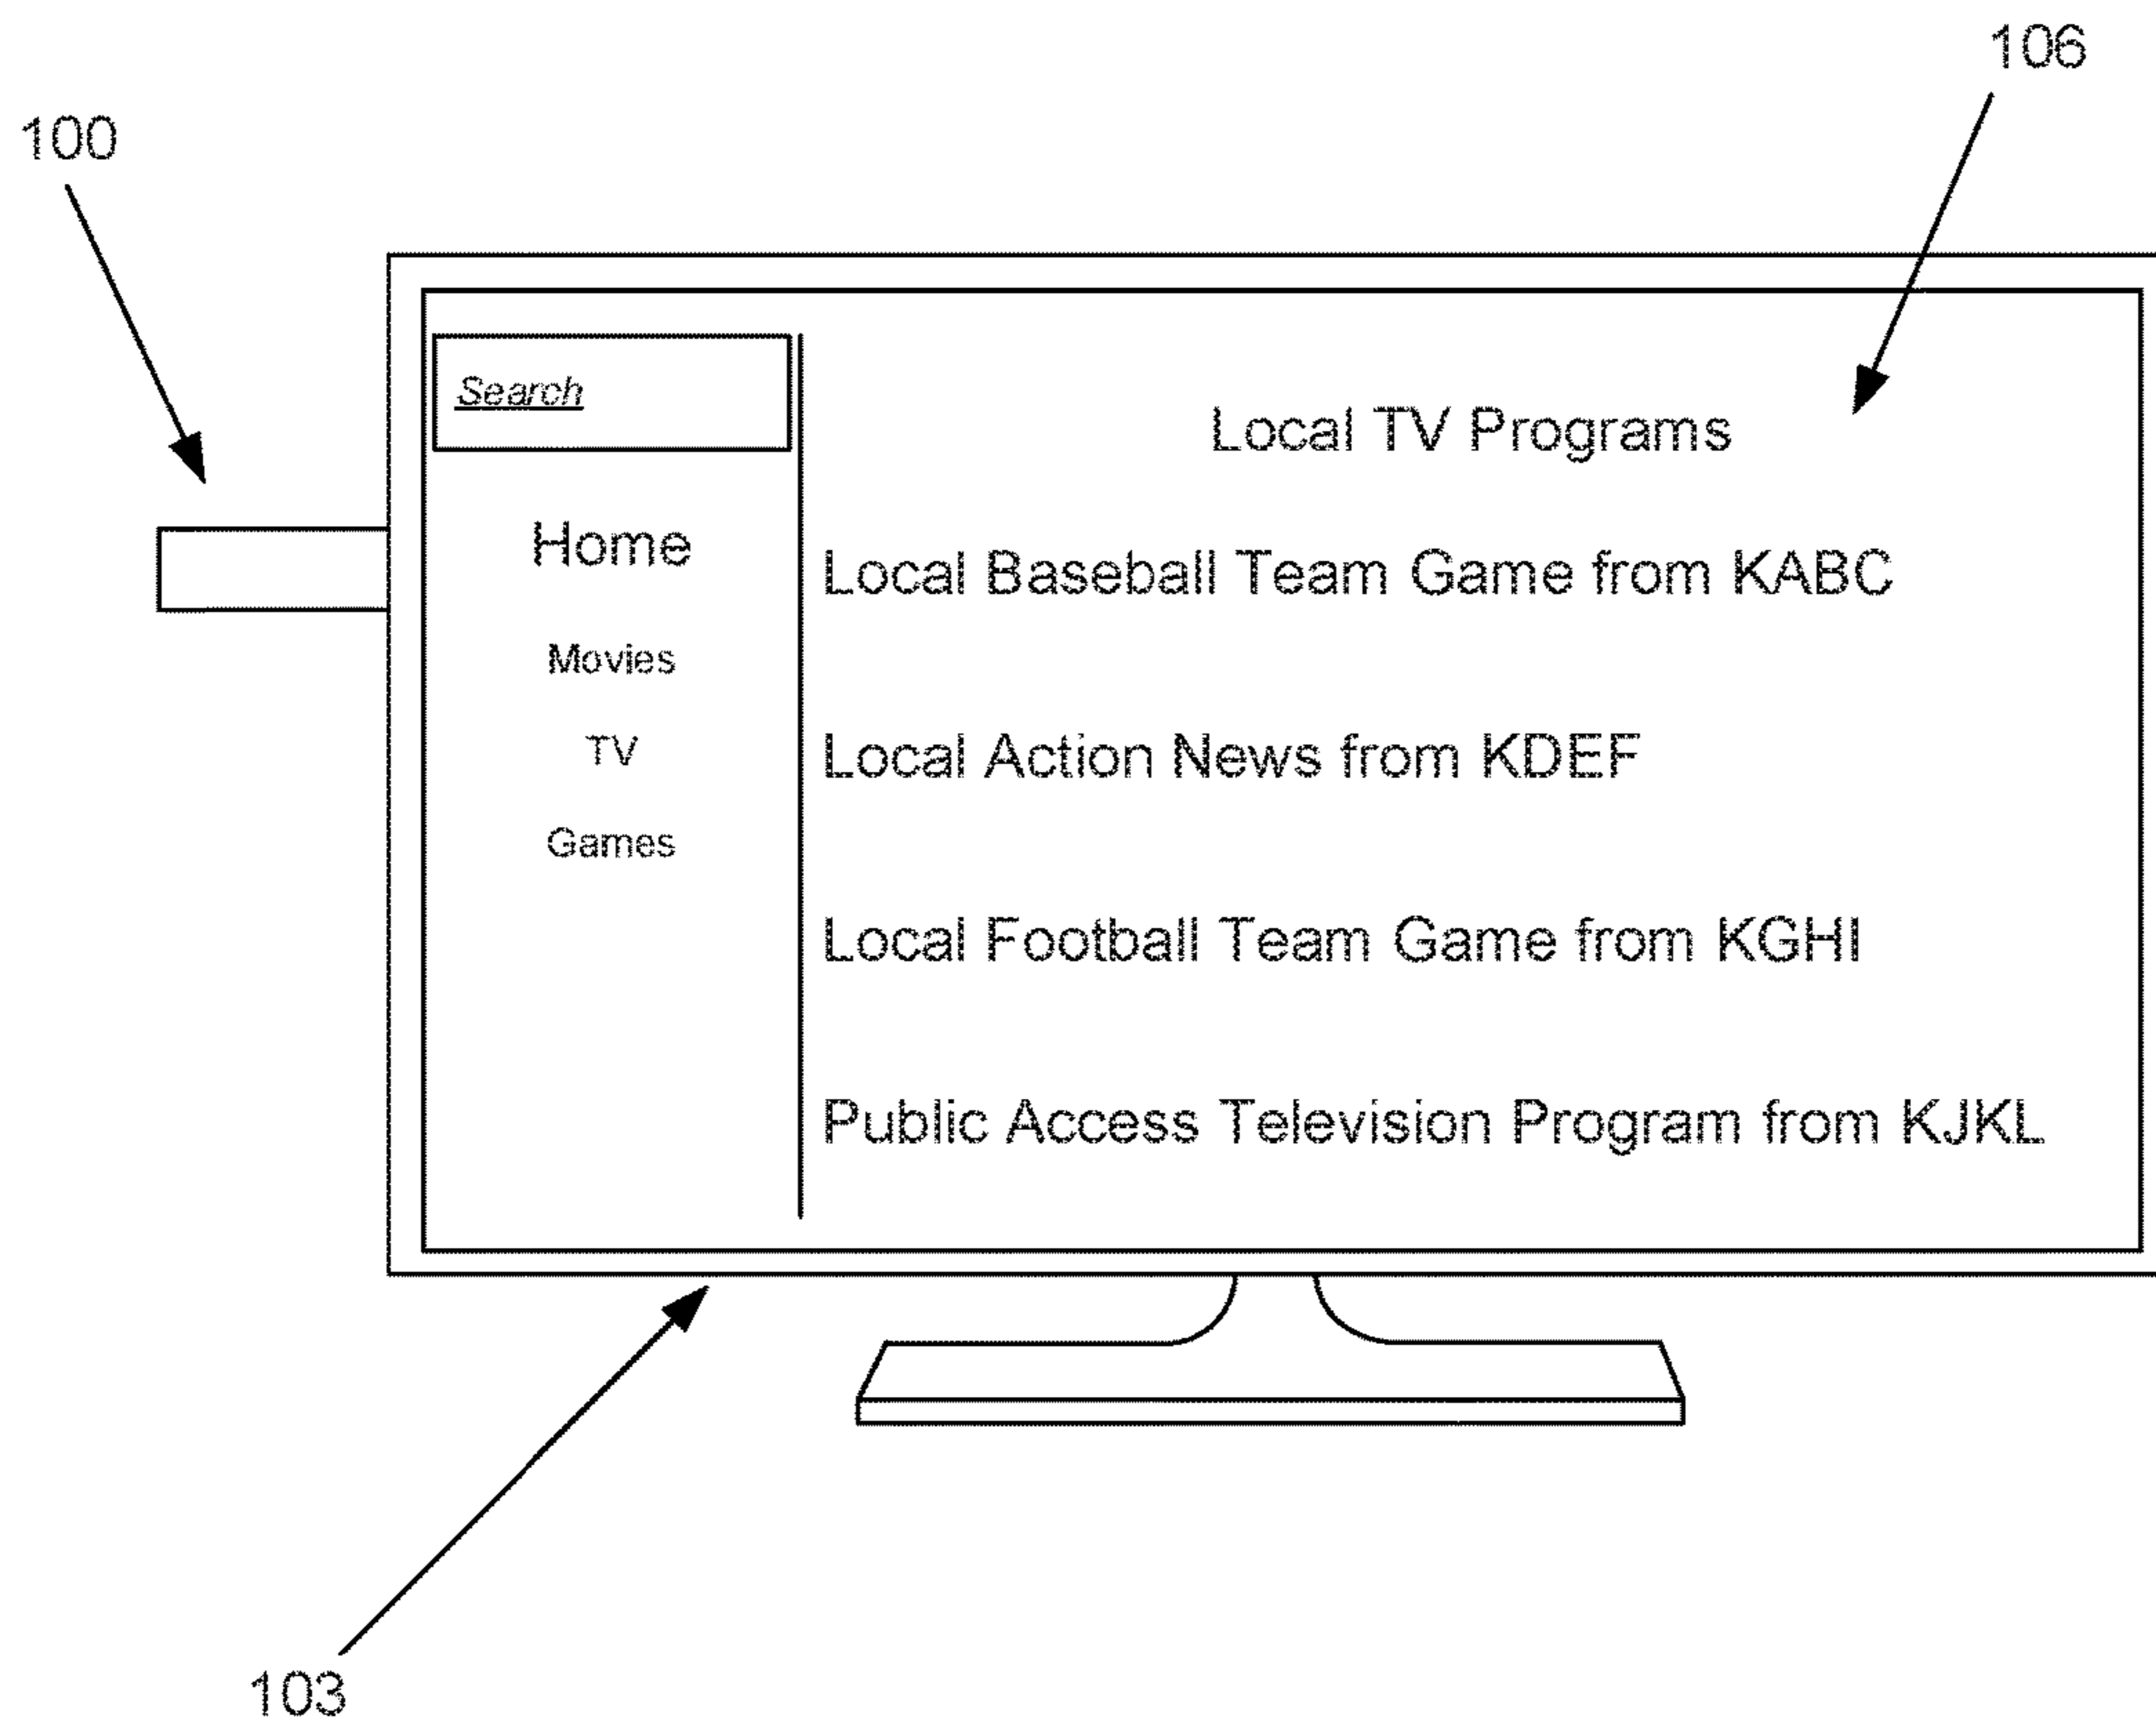 106
100
Search
Home
Movies
TV
Games
Local TV Programs
Local Baseball Team Game from KABC
Local Action News from KDEF
Local Football Team Game from KGHI
Public Access Television Program from KJKL
103